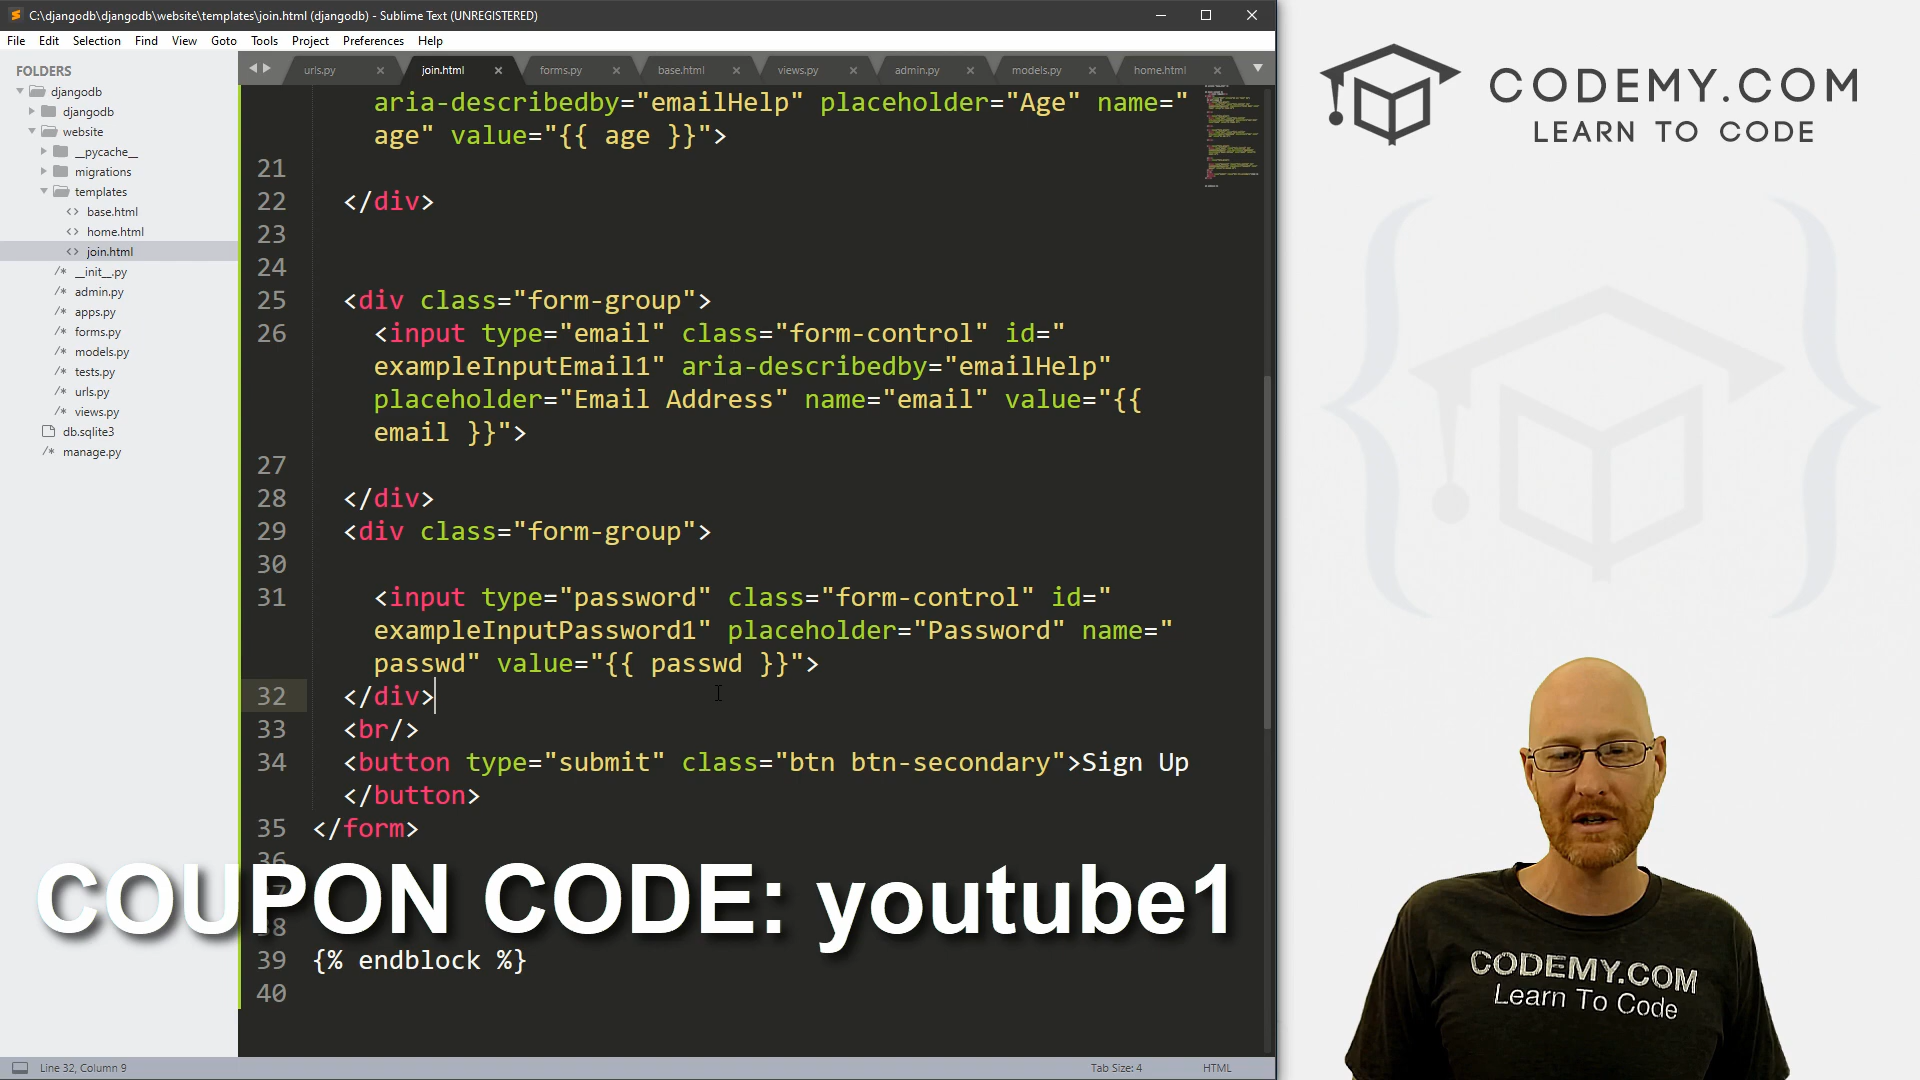 C:\djangodb\djangodb\website\templates\join.html (djangodb) - Sublime Text (UNREGISTERED)
File Edit Selection Find View Goto Tools Project Preferences Help
FOLDERS
djangodb
djangodb
website
__pycache__
migrations
templates
base.html
home.html
join.html
__init__.py
admin.py
apps.py
forms.py
models.py
tests.py
urls.py
views.py
db.sqlite3
manage.py
urls.py join.html forms.py base.html views.py admin.py models.py home.html
aria-describedby="emailHelp" placeholder="Age" name="
age" value="{{ age }}">
21
22 </div>
23
24
25 <div class="form-group">
26 <input type="email" class="form-control" id="
exampleInputEmail1" aria-describedby="emailHelp"
placeholder="Email Address" name="email" value="{{
email }}">
27
28 </div>
29 <div class="form-group">
30
31 <input type="password" class="form-control" id="
exampleInputPassword1" placeholder="Password" name="
passwd" value="{{ passwd }}">
32 </div>
33 <br/>
34 <button type="submit" class="btn btn-secondary">Sign Up
</button>
35 </form>
36
COUPON CODE: youtube1
38
39 {% endblock %}
40
Line 32, Column 9
Tab Size: 4
HTML
CODEMY.COM
LEARN TO CODE
CODEMY.COM
Learn To Code